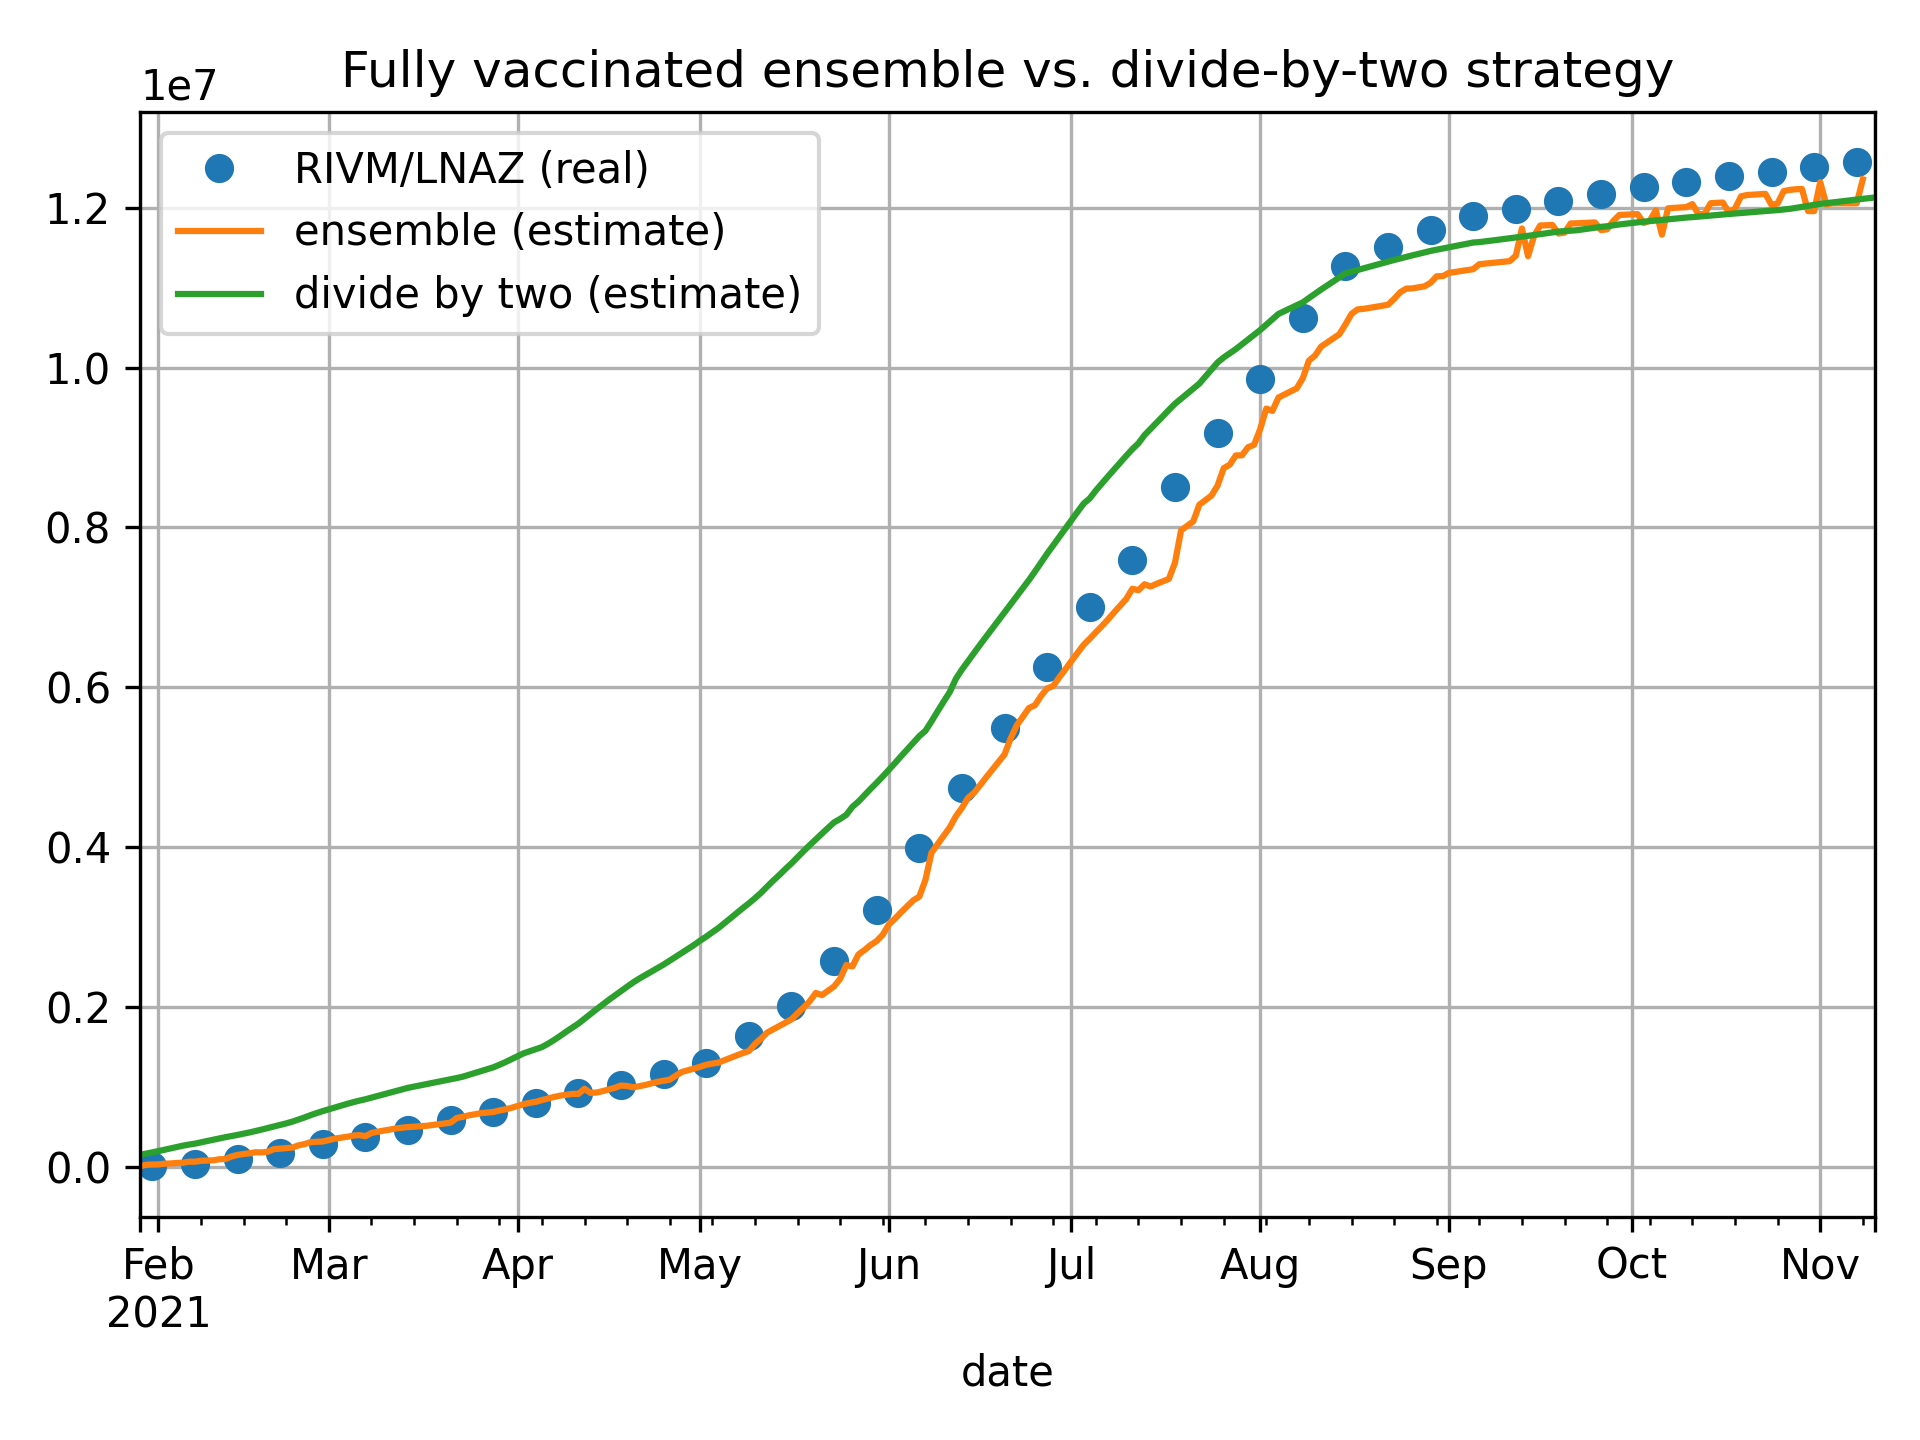 Fully vaccinated ensemble vs. divide-by-two strategy
1e7
RIVM/LNAZ (real)
ensemble (estimate)
divide by two (estimate)
1.2
1.0
0.8
0.6
0.4
0.2
0.0
Feb Mar Apr May Jun Jul Aug Sep Oct Nov
2021
date